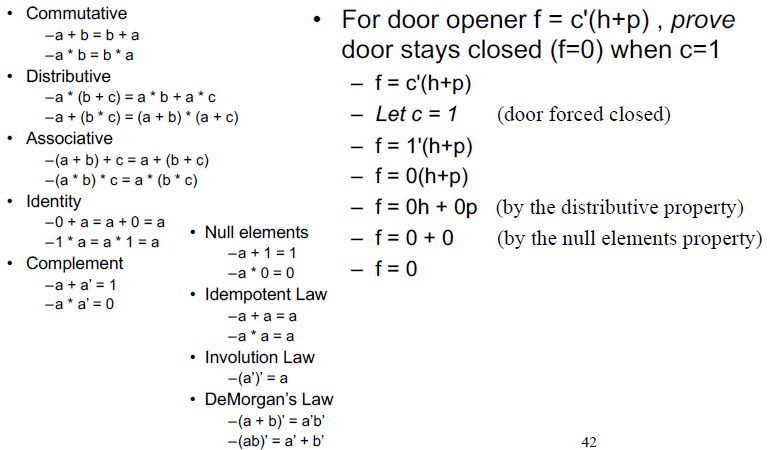 • Commutative
–a + b = b + a
–a * b = b * a
• Distributive
–a * (b + c) = a * b + a * c
–a + (b * c) = (a + b) * (a + c)
• Associative
–(a + b) + c = a + (b + c)
–(a * b) * c = a * (b * c)
• Identity
–0 + a = a + 0 = a
–1 * a = a * 1 = a
• Complement
–a + a’ = 1
–a * a’ = 0
• Null elements
–a + 1 = 1
–a * 0 = 0
• Idempotent Law
–a + a = a
–a * a = a
• Involution Law
–(a’)’ = a
• DeMorgan’s Law
–(a + b)’ = a’b’
–(ab)’ = a’ + b’
• For door opener f = c'(h+p) , prove
door stays closed (f=0) when c=1
– f = c'(h+p)
– Let c = 1 (door forced closed)
– f = 1'(h+p)
– f = 0(h+p)
– f = 0h + 0p (by the distributive property)
– f = 0 + 0 (by the null elements property)
– f = 0
42